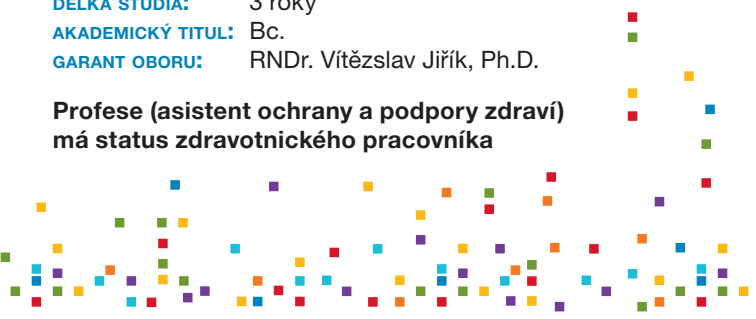 DÉLKA STUDIA: 3 roky
AKADEMICKÝ TITUL: Bc.
GARANT OBORU: RNDr. Vítězslav Jiřík, Ph.D.
Profese (asistent ochrany a podpory zdraví)
má status zdravotnického pracovníka